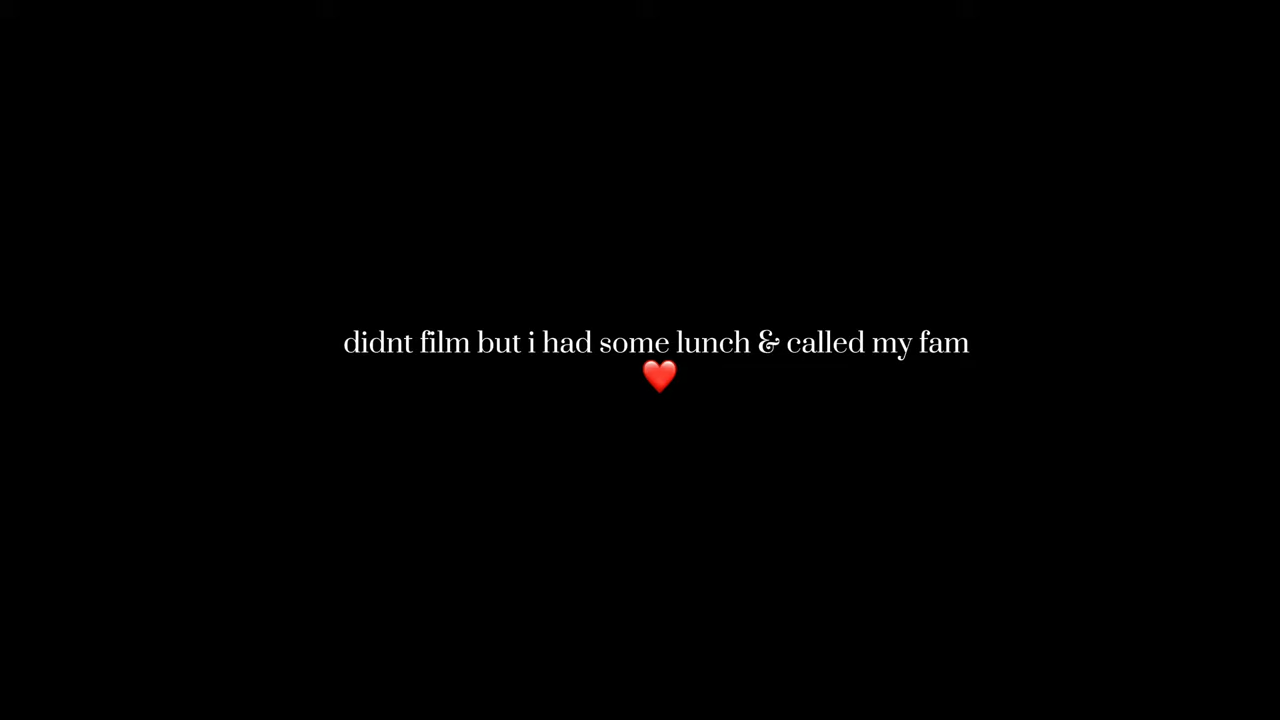 didnt film but i had some lunch & called my fam
❤️